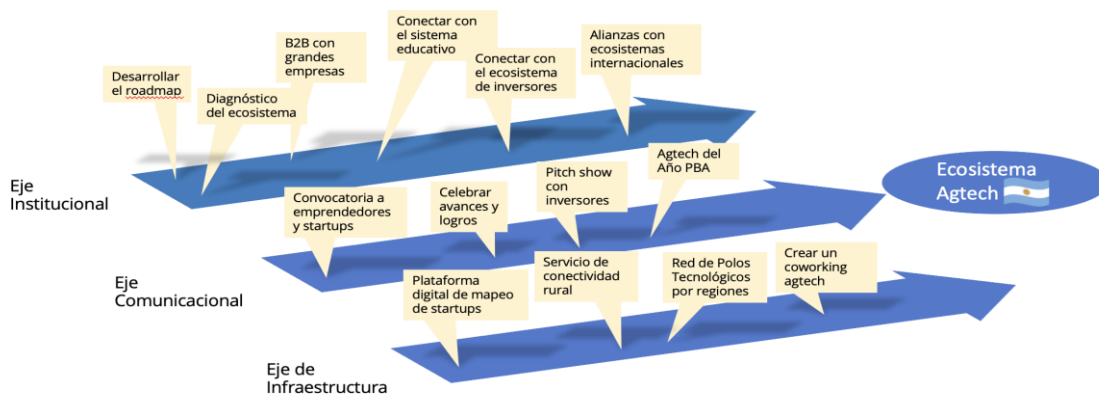 Eje
Institucional
Desarrollar
el roadmap
Diagnóstico
del ecosistema
B2B con
grandes
empresas
Conectar con
el sistema
educativo
Conectar con
el ecosistema
de inversores
Alianzas con
ecosistemas
internacionales
Eje
Comunicacional
Convocatoria a
emprendedores
y startups
Celebrar
avances y
logros
Pitch show con
inversores
Agtech del
Año PBA
Eje de
Infraestructura
Plataforma
digital de mapeo
de startups
Servicio de
conectividad
rural
Red de Polos
Tecnológicos
por regiones
Crear un
coworking
agtech
Ecosistema
Agtech